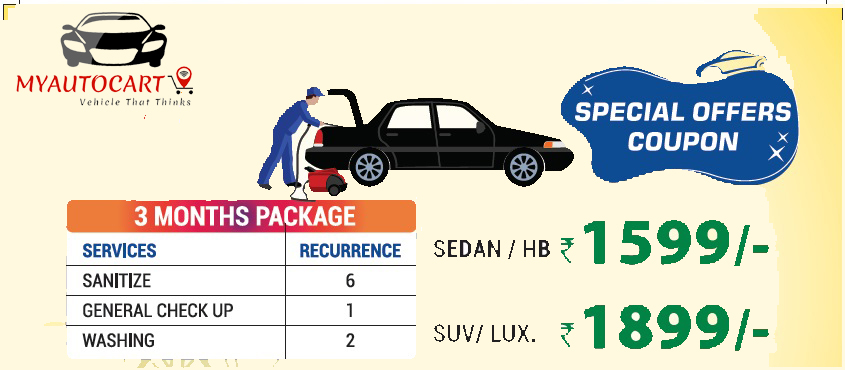 MYAUTOCART
Vehicle That Thinks
SPECIAL OFFERS
COUPON
3 MONTHS PACKAGE
SERVICES RECURRENCE
SANITIZE 6
GENERAL CHECK UP 1
WASHING 2
SEDAN / HB ₹ 1599/-
SUV/ LUX. ₹ 1899/-